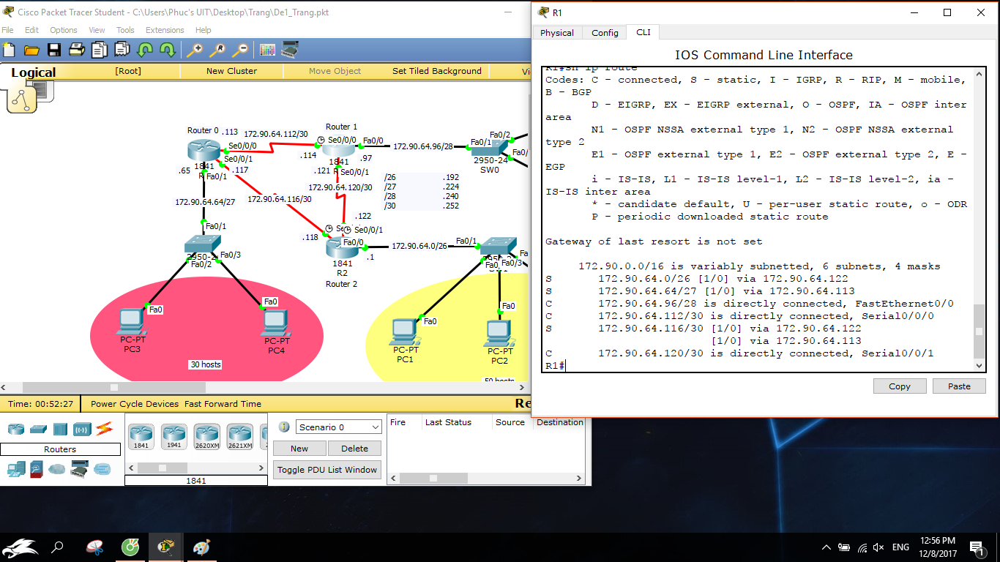 Cisco Packet Tracer Student - C:\Users\Phuc's UIT\Desktop\Trang\De1_Trang.pkt
File Edit Options View Tools Extensions Help
Logical
[Root]
New Cluster
Move Object
Set Tiled Background
Router 0
.113
172.90.64.112/30
Router 1
Se0/0/0
Se0/0/0
Fa0/0
172.90.64.96/28
Fa0/1
Fa0/2
1841
Se0/0/1
.114
1841
.97
2950-24
Fa0/
SW0
.65
Fa0/1
.117
.121
Se0/0/1
172.90.64.64/27
172.90.64.116/30
172.90.64.120/30
/26 .192
/27 .224
/28 .240
/30 .252
.122
Fa0/1
Se0/0/1
.118
Fa0/0
172.90.64.0/26
Fa0/1
Fa0/3
Fa0/2
1841
.1
R2
Router 2
Fa0/3
Fa0
Fa0
Fa0
Fa0
PC-PT
PC3
PC-PT
PC4
PC-PT
PC1
PC-PT
PC2
30 hosts
50 hosts
Time: 00:52:27
Power Cycle Devices Fast Forward Time
Re
Routers
1841
1941
2620XM
2621XM
1841
Scenario 0
New
Delete
Toggle PDU List Window
Fire Last Status Source Destination
R1
Physical Config CLI
IOS Command Line Interface
R1#sh ip route
Codes: C - connected, S - static, I - IGRP, R - RIP, M - mobile,
B - BGP
D - EIGRP, EX - EIGRP external, O - OSPF, IA - OSPF inter
area
N1 - OSPF NSSA external type 1, N2 - OSPF NSSA external
type 2
E1 - OSPF external type 1, E2 - OSPF external type 2, E -
EGP
i - IS-IS, L1 - IS-IS level-1, L2 - IS-IS level-2, ia -
IS-IS inter area
* - candidate default, U - per-user static route, o - ODR
P - periodic downloaded static route
Gateway of last resort is not set
172.90.0.0/16 is variably subnetted, 6 subnets, 4 masks
S 172.90.64.0/26 [1/0] via 172.90.64.122
S 172.90.64.64/27 [1/0] via 172.90.64.113
C 172.90.64.96/28 is directly connected, FastEthernet0/0
C 172.90.64.112/30 is directly connected, Serial0/0/0
S 172.90.64.116/30 [1/0] via 172.90.64.122
[1/0] via 172.90.64.113
C 172.90.64.120/30 is directly connected, Serial0/0/1
R1#
Copy
Paste
ENG
12:56 PM
12/8/2017
1